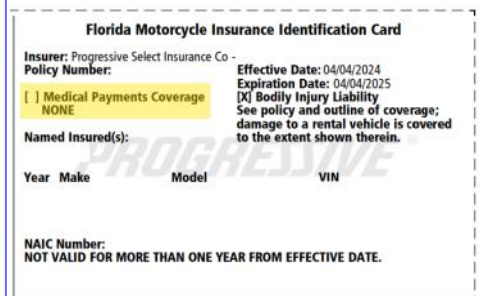 Florida Motorcycle Insurance Identification Card
Insurer: Progressive Select Insurance Co -
Policy Number:
Effective Date: 04/04/2024
Expiration Date: 04/04/2025
[ ] Medical Payments Coverage
NONE
[X] Bodily Injury Liability
See policy and outline of coverage;
damage to a rental vehicle is covered
to the extent shown therein.
Named Insured(s):
PROGRESSIVE
Year Make Model VIN
NAIC Number:
NOT VALID FOR MORE THAN ONE YEAR FROM EFFECTIVE DATE.